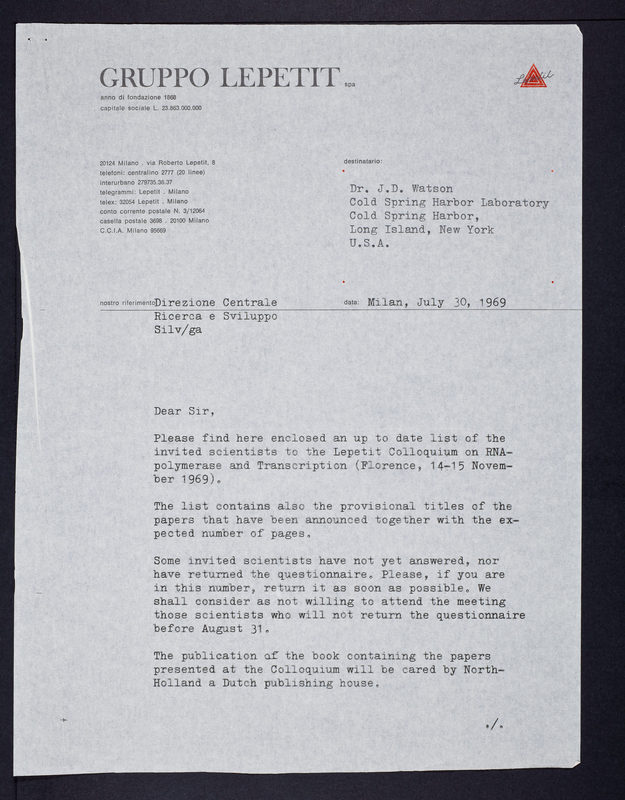 GRUPPO LEPETIT spa
Lepetit
anno di fondazione 1868
capitale sociale L. 23.863.000.000
20124 Milano . via Roberto Lepetit, 8
telefoni: centralino 2777 (20 linee)
interurbano 279735.36.37
telegrammi: Lepetit . Milano
telex: 32054 Lepetit . Milano
conto corrente postale N. 3/12064
casella postale 3698 . 20100 Milano
C.C.I.A. Milano 95669
destinatario:
Dr. J.D. Watson
Cold Spring Harbor Laboratory
Cold Spring Harbor,
Long Island, New York
U.S.A.
nostro riferimento Direzione Centrale
Ricerca e Sviluppo
Silv/ga
data: Milan, July 30, 1969
Dear Sir,
Please find here enclosed an up to date list of the
invited scientists to the Lepetit Colloquium on RNA-
polymerase and Transcription (Florence, 14-15 Novem-
ber 1969).
The list contains also the provisional titles of the
papers that have been announced together with the ex-
pected number of pages.
Some invited scientists have not yet answered, nor
have returned the questionnaire. Please, if you are
in this number, return it as soon as possible. We
shall consider as not willing to attend the meeting
those scientists who will not return the questionnaire
before August 31.
The publication of the book containing the papers
presented at the Colloquium will be cared by North-
Holland a Dutch publishing house.
./.